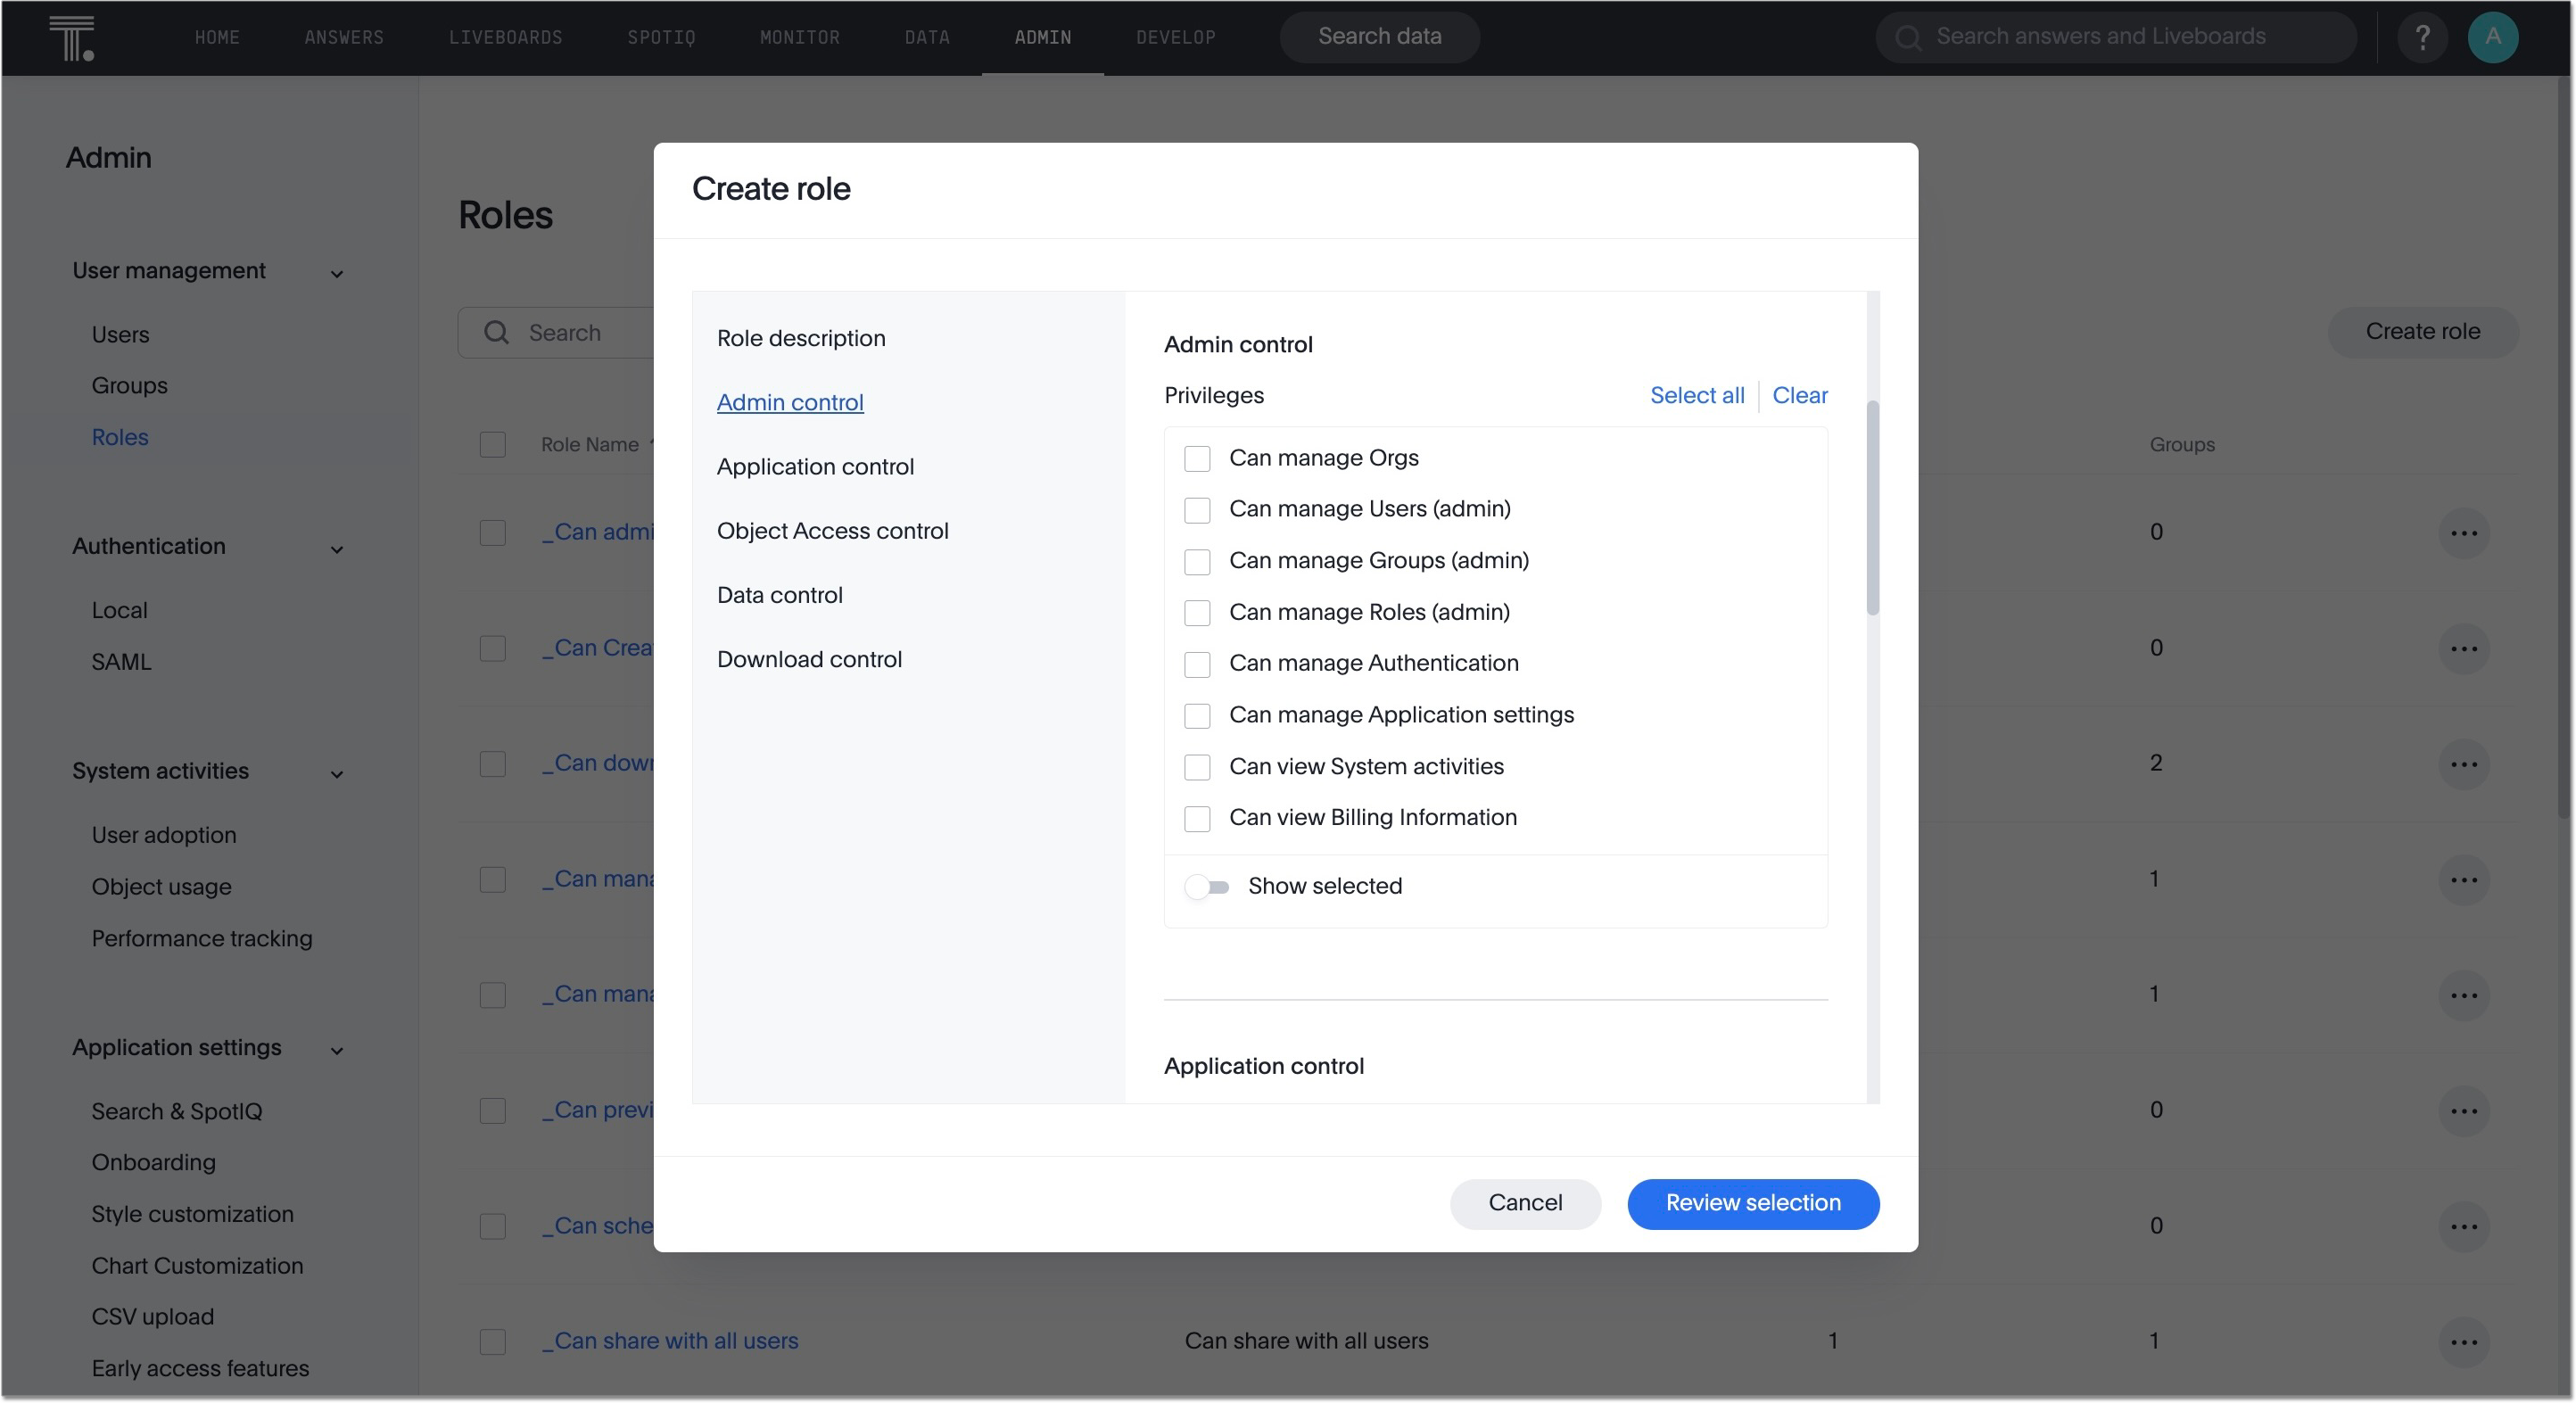 HOME ANSWERS LIVEBOARDS SPOTIQ MONITOR DATA ADMIN DEVELOP Search data Search answers and Liveboards ? A
Admin
Roles
User management
Users
Groups
Roles
Authentication
Local
SAML
System activities
User adoption
Object usage
Performance tracking
Application settings
Search & SpotIQ
Onboarding
Style customization
Chart Customization
CSV upload
Early access features
Search
Create role
Role Name
Groups
_Can admi
0
_Can Crea
0
_Can down
2
_Can mana
1
_Can mana
1
_Can previ
0
_Can sche
0
_Can share with all users Can share with all users 1 1
Create role
Role description
Admin control
Application control
Object Access control
Data control
Download control
Admin control
Privileges Select all Clear
Can manage Orgs
Can manage Users (admin)
Can manage Groups (admin)
Can manage Roles (admin)
Can manage Authentication
Can manage Application settings
Can view System activities
Can view Billing Information
Show selected
Application control
Cancel Review selection